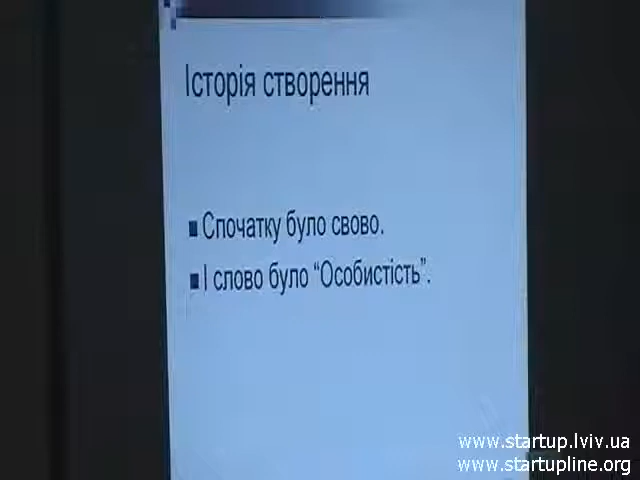 Історія створення
Спочатку було свово.
І слово було “Особистість”.
www.startup.lviv.ua
www.startupline.org